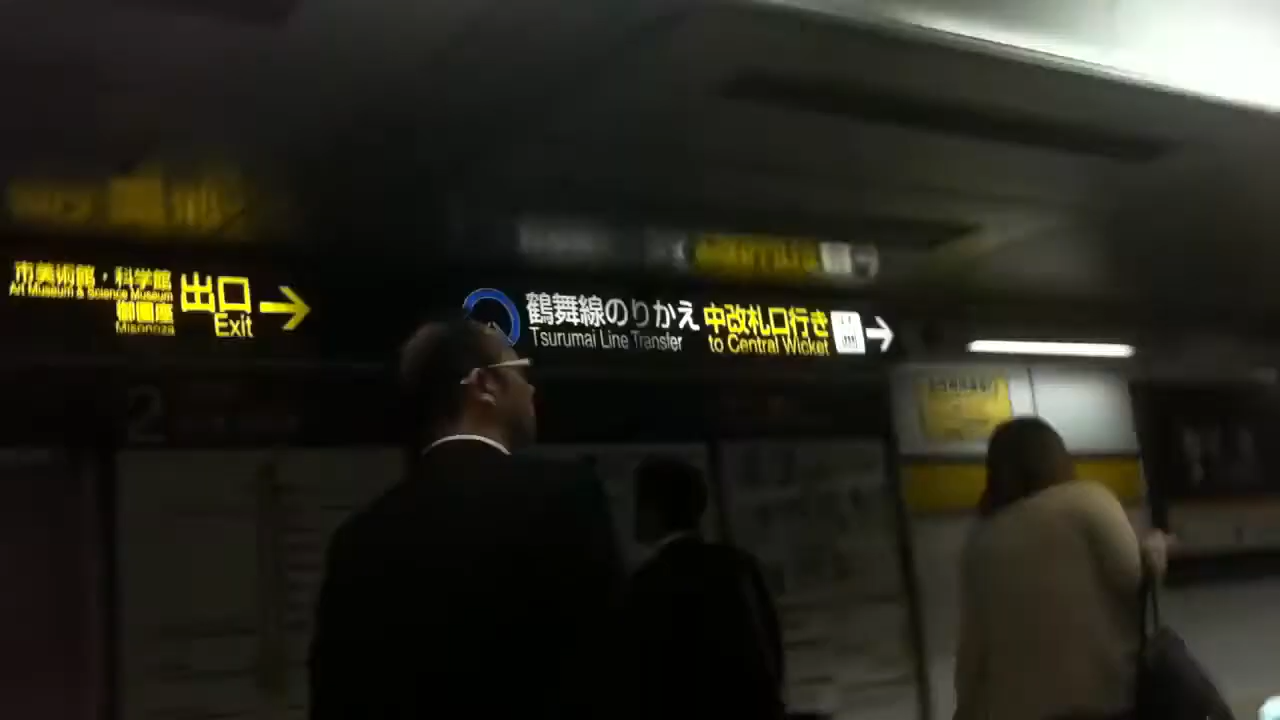 市美術館・科学館
Art Museum & Science Museum
御園座
Misonoza
出口
Exit
鶴舞線のりかえ
Tsurumai Line Transfer
中改札口行き
to Central Wicket
2